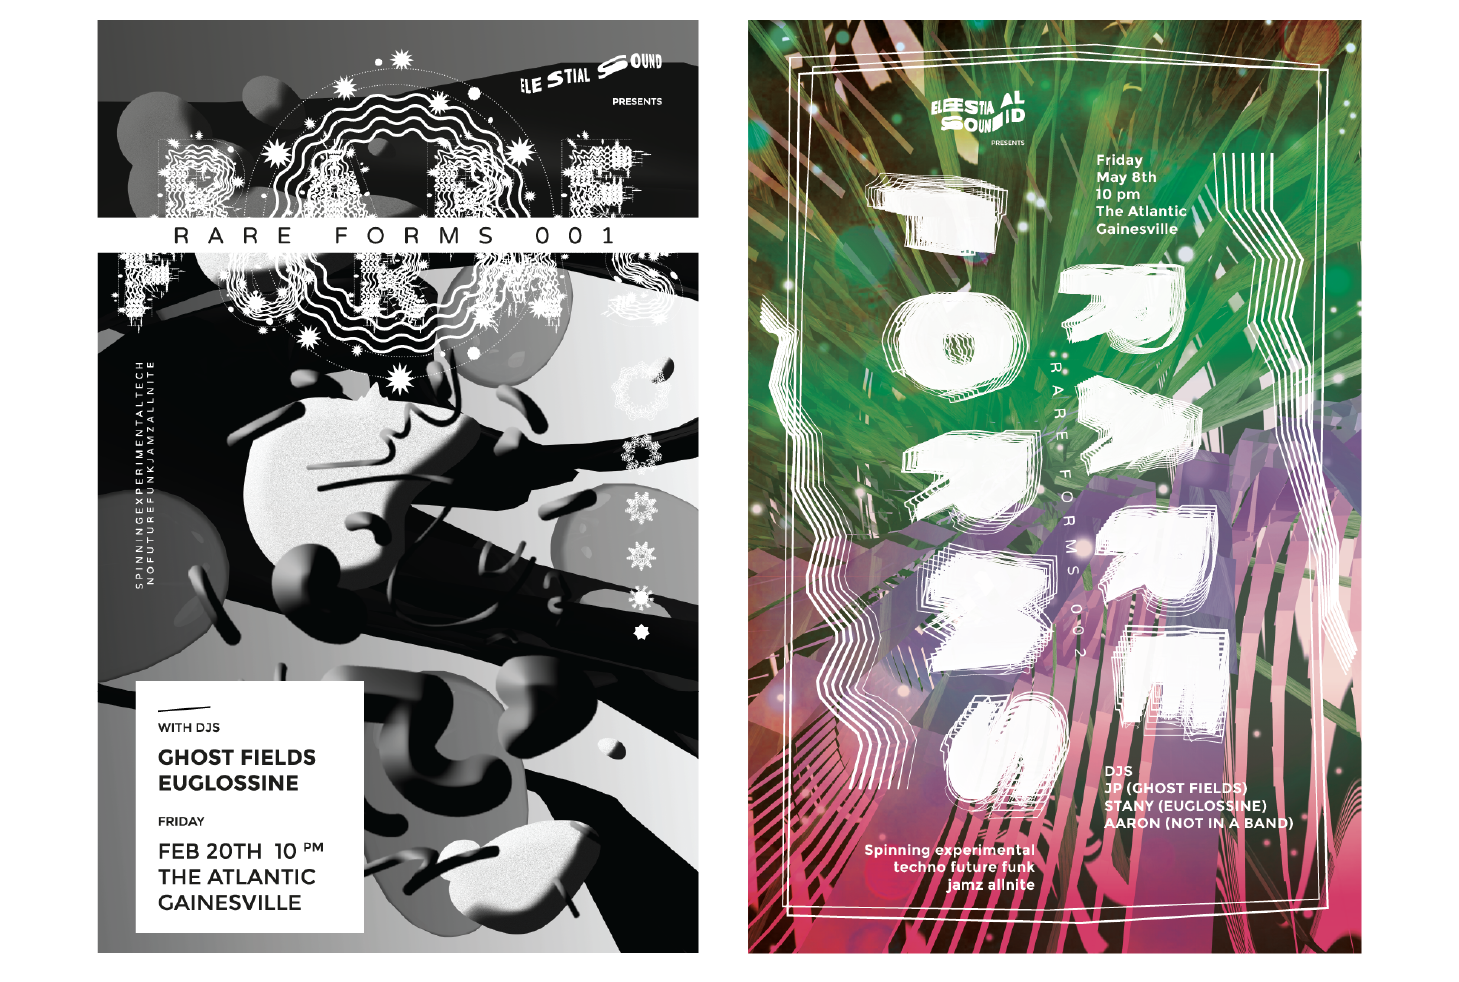 ELESTIAL SOUND
PRESENTS
RARE
RARE FORMS 001
FORMS
SPINNINGEXPERIMENTALTECH
NOFUTUREFUNKJAMZALLNITE
WITH DJS
GHOST FIELDS
EUGLOSSINE
FRIDAY
FEB 20TH 10 PM
THE ATLANTIC
GAINESVILLE
PRESENTS
Friday
May 8th
10 pm
The Atlantic
Gainesville
RARE
FORMS
RARE FORMS 002
DJS
JP (GHOST FIELDS)
STANY (EUGLOSSINE)
AARON (NOT IN A BAND)
Spinning experimental
techno future funk
jamz allnite